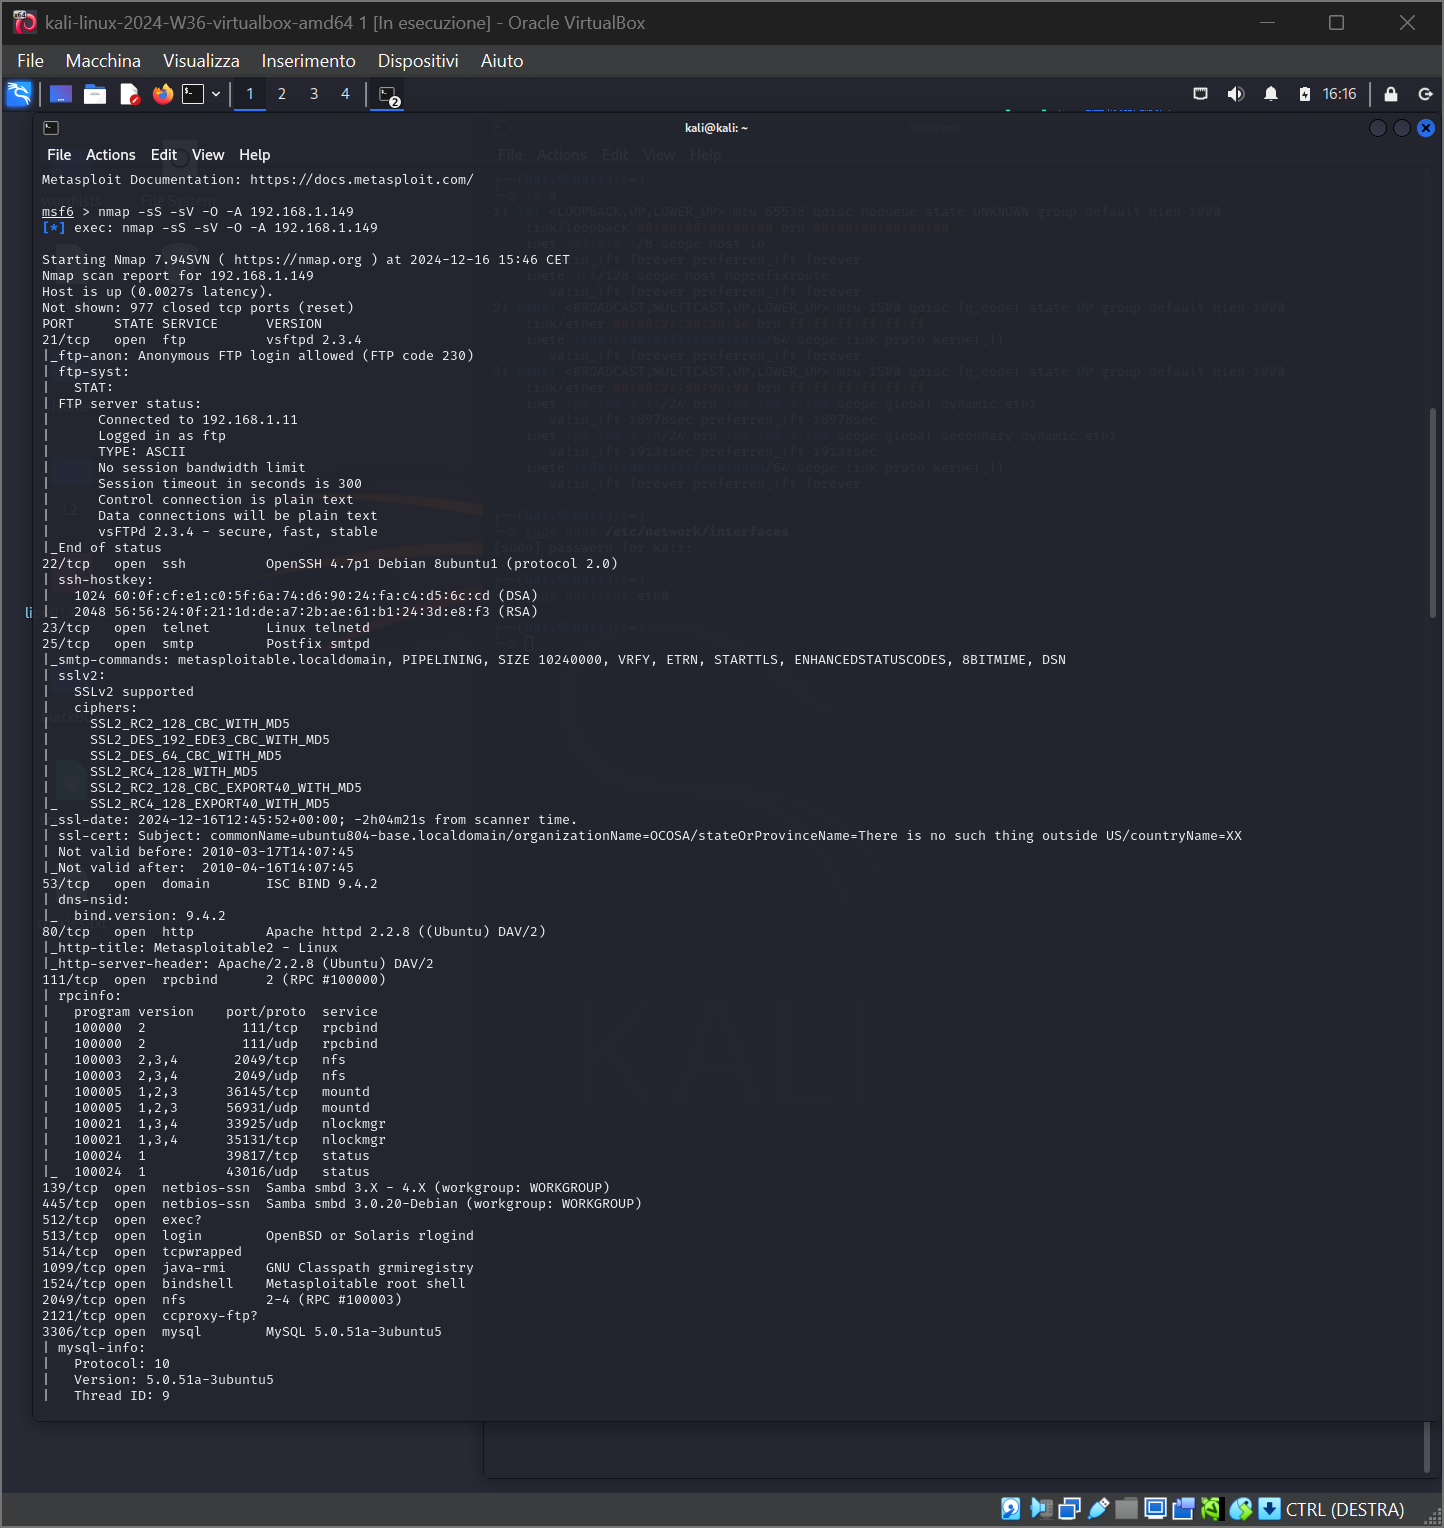 kali-linux-2024-W36-virtualbox-amd64 1 [In esecuzione] - Oracle VirtualBox
File Macchina Visualizza Inserimento Dispositivi Aiuto
1 2 3 4 2 16:16
kali@kali: ~
File Actions Edit View Help
Metasploit Documentation: https://docs.metasploit.com/
msf6 > nmap -sS -sV -O -A 192.168.1.149
[*] exec: nmap -sS -sV -O -A 192.168.1.149
Starting Nmap 7.94SVN ( https://nmap.org ) at 2024-12-16 15:46 CET
Nmap scan report for 192.168.1.149
Host is up (0.0027s latency).
Not shown: 977 closed tcp ports (reset)
PORT STATE SERVICE VERSION
21/tcp open ftp vsftpd 2.3.4
|_ftp-anon: Anonymous FTP login allowed (FTP code 230)
| ftp-syst:
| STAT:
| FTP server status:
| Connected to 192.168.1.11
| Logged in as ftp
| TYPE: ASCII
| No session bandwidth limit
| Session timeout in seconds is 300
| Control connection is plain text
| Data connections will be plain text
| vsFTPd 2.3.4 - secure, fast, stable
|_End of status
22/tcp open ssh OpenSSH 4.7p1 Debian 8ubuntu1 (protocol 2.0)
| ssh-hostkey:
| 1024 60:0f:cf:e1:c0:5f:6a:74:d6:90:24:fa:c4:d5:6c:cd (DSA)
|_ 2048 56:56:24:0f:21:1d:de:a7:2b:ae:61:b1:24:3d:e8:f3 (RSA)
23/tcp open telnet Linux telnetd
25/tcp open smtp Postfix smtpd
|_smtp-commands: metasploitable.localdomain, PIPELINING, SIZE 10240000, VRFY, ETRN, STARTTLS, ENHANCEDSTATUSCODES, 8BITMIME, DSN
| sslv2:
| SSLv2 supported
| ciphers:
| SSL2_RC2_128_CBC_WITH_MD5
| SSL2_DES_192_EDE3_CBC_WITH_MD5
| SSL2_DES_64_CBC_WITH_MD5
| SSL2_RC4_128_WITH_MD5
| SSL2_RC2_128_CBC_EXPORT40_WITH_MD5
|_ SSL2_RC4_128_EXPORT40_WITH_MD5
|_ssl-date: 2024-12-16T12:45:52+00:00; -2h04m21s from scanner time.
| ssl-cert: Subject: commonName=ubuntu804-base.localdomain/organizationName=OCOSA/stateOrProvinceName=There is no such thing outside US/countryName=XX
| Not valid before: 2010-03-17T14:07:45
|_Not valid after: 2010-04-16T14:07:45
53/tcp open domain ISC BIND 9.4.2
| dns-nsid:
|_ bind.version: 9.4.2
80/tcp open http Apache httpd 2.2.8 ((Ubuntu) DAV/2)
|_http-title: Metasploitable2 - Linux
|_http-server-header: Apache/2.2.8 (Ubuntu) DAV/2
111/tcp open rpcbind 2 (RPC #100000)
| rpcinfo:
| program version port/proto service
| 100000 2 111/tcp rpcbind
| 100000 2 111/udp rpcbind
| 100003 2,3,4 2049/tcp nfs
| 100003 2,3,4 2049/udp nfs
| 100005 1,2,3 36145/tcp mountd
| 100005 1,2,3 56931/udp mountd
| 100021 1,3,4 33925/udp nlockmgr
| 100021 1,3,4 35131/tcp nlockmgr
| 100024 1 39817/tcp status
|_ 100024 1 43016/udp status
139/tcp open netbios-ssn Samba smbd 3.X - 4.X (workgroup: WORKGROUP)
445/tcp open netbios-ssn Samba smbd 3.0.20-Debian (workgroup: WORKGROUP)
512/tcp open exec?
513/tcp open login OpenBSD or Solaris rlogind
514/tcp open tcpwrapped
1099/tcp open java-rmi GNU Classpath grmiregistry
1524/tcp open bindshell Metasploitable root shell
2049/tcp open nfs 2-4 (RPC #100003)
2121/tcp open ccproxy-ftp?
3306/tcp open mysql MySQL 5.0.51a-3ubuntu5
| mysql-info:
| Protocol: 10
| Version: 5.0.51a-3ubuntu5
| Thread ID: 9
CTRL (DESTRA)